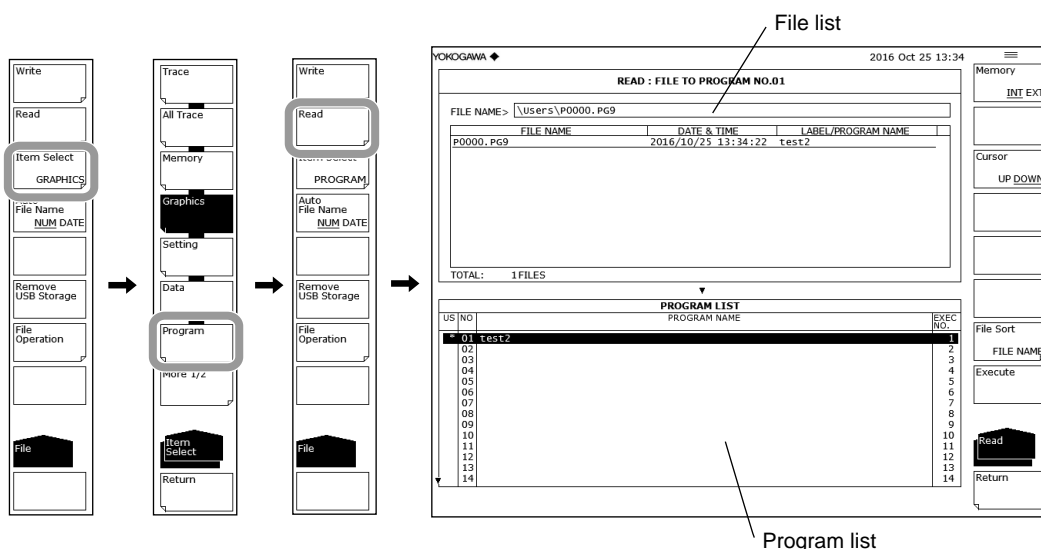 File list
Write
Read
Item Select
GRAPHICS
Auto
File Name
NUM DATE
Remove
USB Storage
File
Operation
File
Trace
All Trace
Memory
Graphics
Setting
Data
Program
More 1/2
Item
Select
Return
Write
Read
Item Select
PROGRAM
Auto
File Name
NUM DATE
Remove
USB Storage
File
Operation
File
YOKOGAWA ◆ 2016 Oct 25 13:34
READ : FILE TO PROGRAM NO.01
FILE NAME> \Users\P0000.PG9
FILE NAME DATE & TIME LABEL/PROGRAM NAME
P0000.PG9 2016/10/25 13:34:22 test2
TOTAL: 1FILES
PROGRAM LIST
US NO PROGRAM NAME EXEC
NO.
* 01 test2 1
02 2
03 3
04 4
05 5
06 6
07 7
08 8
09 9
10 10
11 11
12 12
13 13
14 14
Memory
INT EXT
Cursor
UP DOWN
File Sort
FILE NAME
Execute
Read
Return
Program list